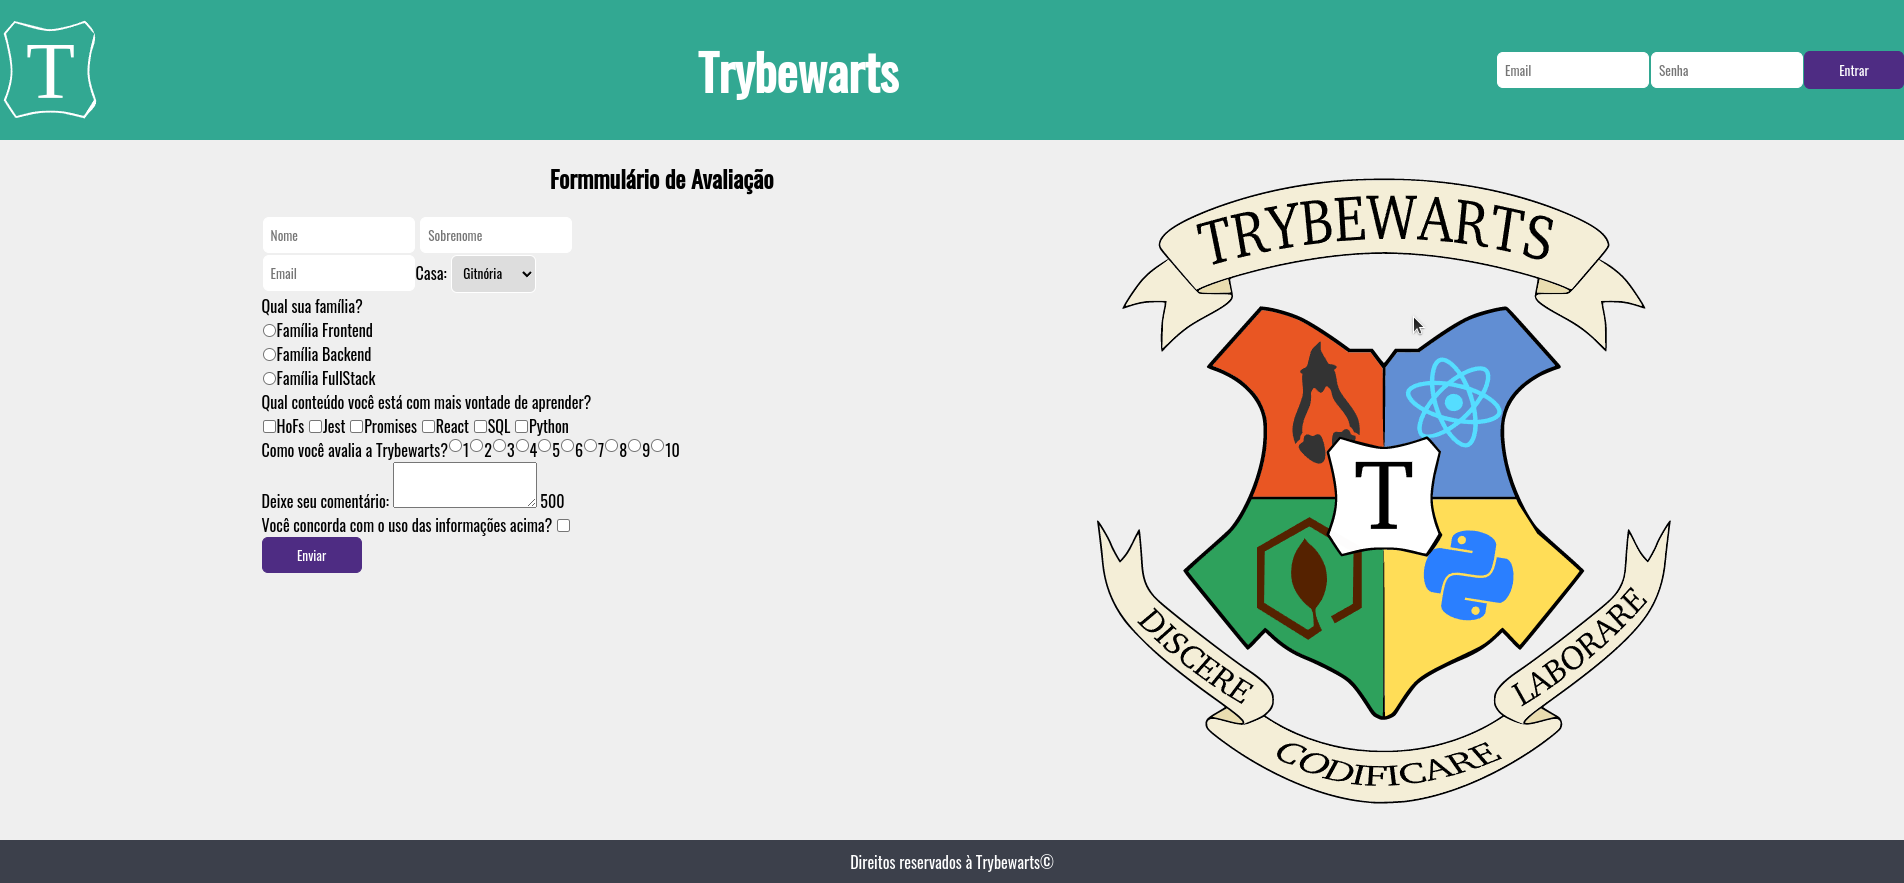 T
Trybewarts
Email Senha Entrar
Formmulário de Avaliação
Nome Sobrenome
Email Casa: Gitnória
Qual sua família?
Família Frontend
Família Backend
Família FullStack
Qual conteúdo você está com mais vontade de aprender?
HoFs Jest Promises React SQL Python
Como você avalia a Trybewarts? 1 2 3 4 5 6 7 8 9 10
Deixe seu comentário: 500
Você concorda com o uso das informações acima?
Enviar
TRYBEWARTS
T
DISCERE
CODIFICARE
LABORARE
Direitos reservados à Trybewarts©